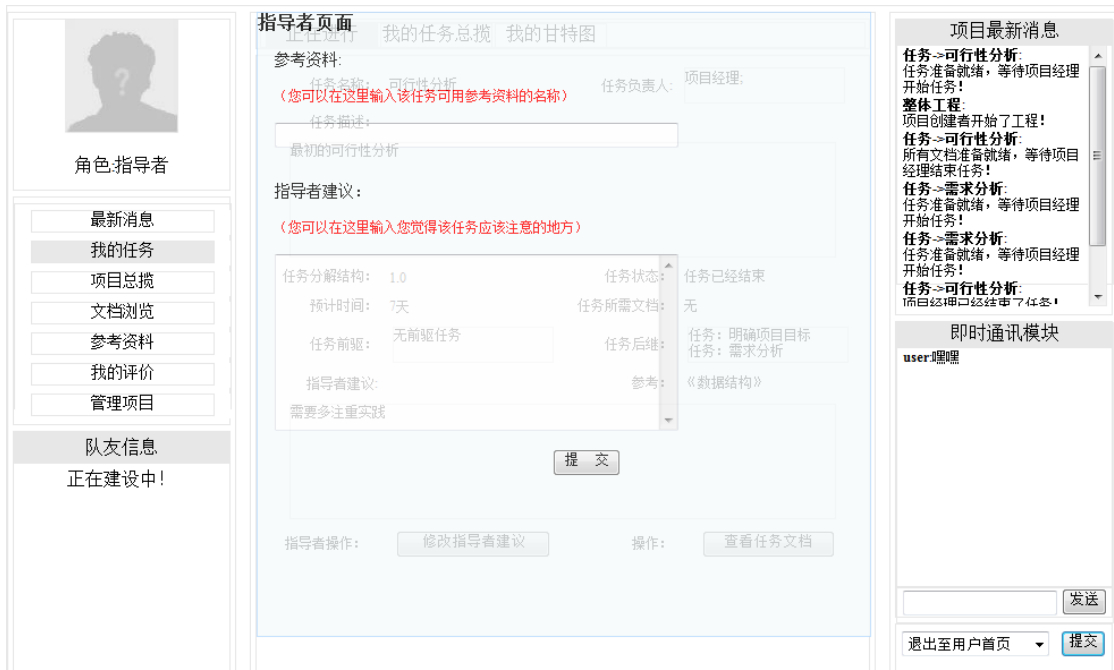 角色:指导者
最新消息
我的任务
项目总揽
文档浏览
参考资料
我的评价
管理项目
队友信息
正在建设中!
指导者页面
正在进行 我的任务总揽 我的甘特图
参考资料:
任务名称: 可行性分析 任务负责人: 项目经理;
(您可以在这里输入该任务可用参考资料的名称)
任务描述:
最初的可行性分析
指导者建议:
(您可以在这里输入您觉得该任务应该注意的地方)
任务分解结构: 1.0 任务状态: 任务已经结束
预计时间: 7天 任务所需文档: 无
任务前驱: 无前驱任务 任务后继: 任务: 明确项目目标
任务: 需求分析
指导者建议: 参考: 《数据结构》
需要多注重实践
提 交
指导者操作: 修改指导者建议 操作: 查看任务文档
项目最新消息
任务->可行性分析:
任务准备就绪，等待项目经理
开始任务!
整体工程:
项目创建者开始了工程!
任务->可行性分析:
所有文档准备就绪，等待项目
经理结束任务!
任务->需求分析:
任务准备就绪，等待项目经理
开始任务!
任务->需求分析:
任务准备就绪，等待项目经理
开始任务!
任务->可行性分析:
项目经理已经结束了任务!
即时通讯模块
user:嘿嘿
发送
退出至用户首页 提交